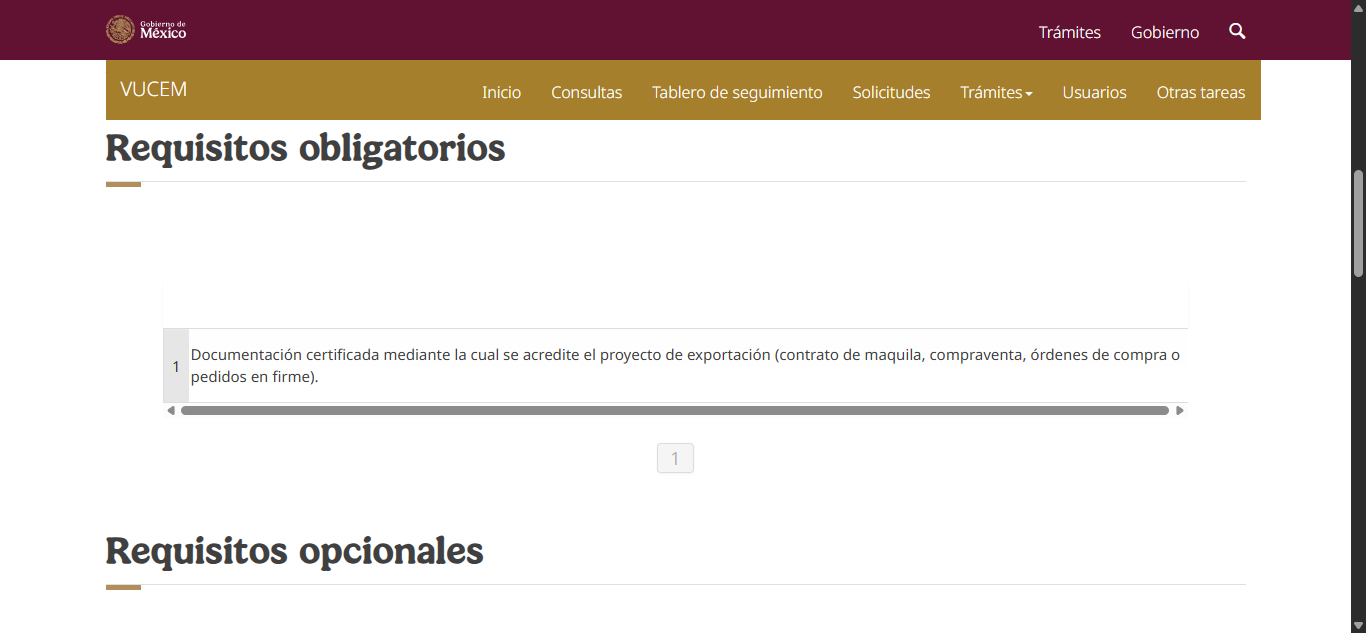 Gobierno de
México
Trámites
Gobierno
VUCEM
Inicio
Consultas
Tablero de seguimiento
Solicitudes
Trámites
Usuarios
Otras tareas
Requisitos obligatorios
1
Documentación certificada mediante la cual se acredite el proyecto de exportación (contrato de maquila, compraventa, órdenes de compra o
pedidos en firme).
1
Requisitos opcionales